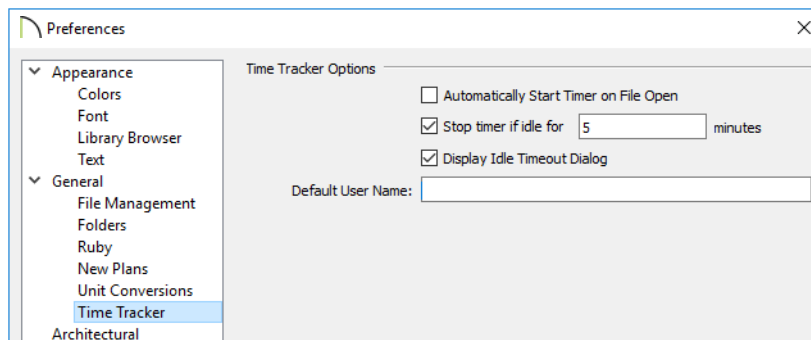 Preferences
Appearance
Colors
Font
Library Browser
Text
General
File Management
Folders
Ruby
New Plans
Unit Conversions
Time Tracker
Architectural
Time Tracker Options
Automatically Start Timer on File Open
Stop timer if idle for 5 minutes
Display Idle Timeout Dialog
Default User Name: